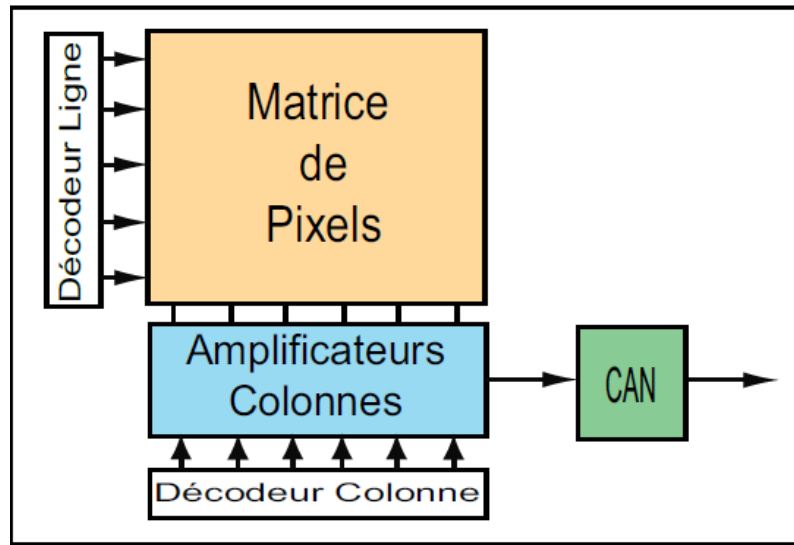 Décodeur Ligne
Matrice
de
Pixels
Amplificateurs
Colonnes
CAN
Décodeur Colonne